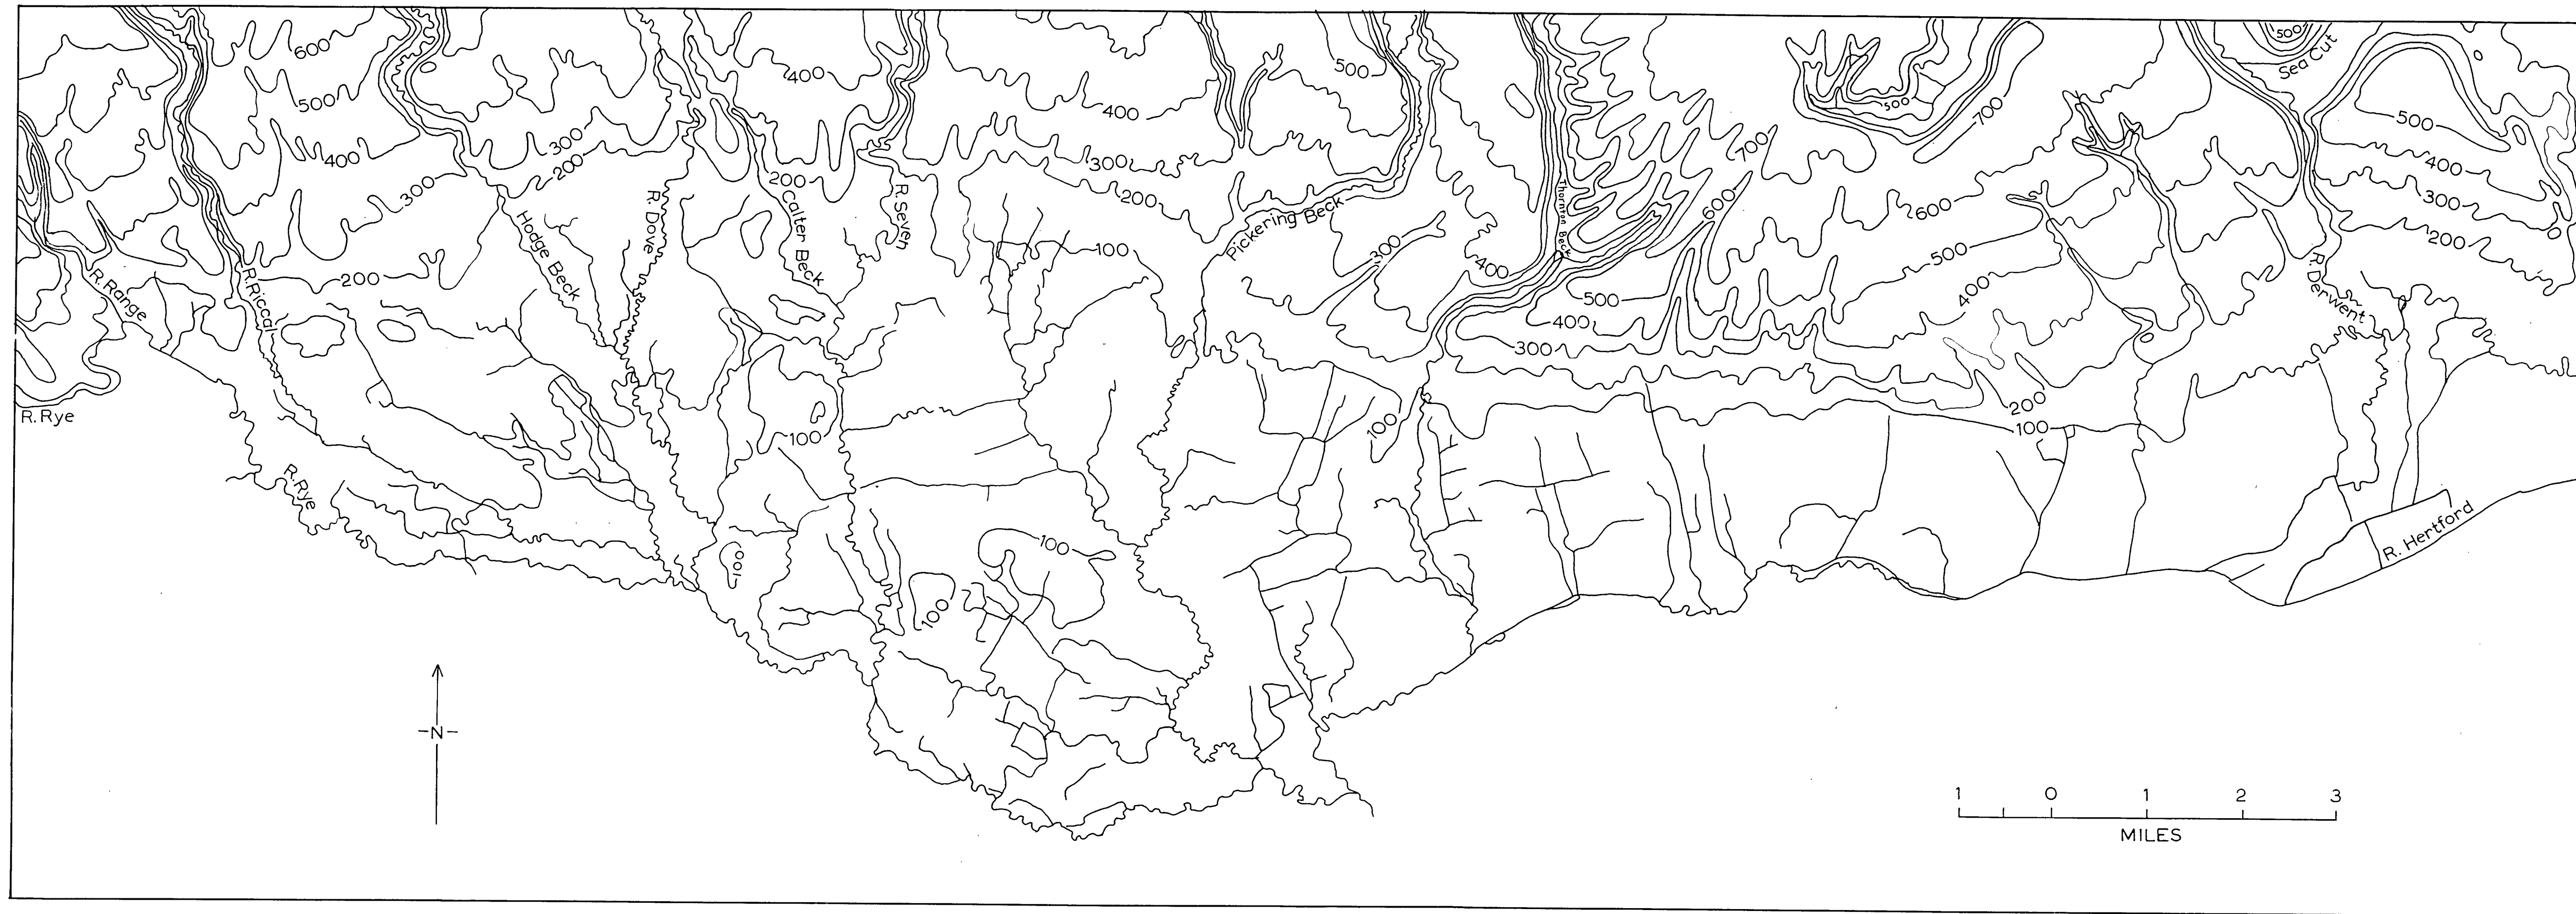 600
500
400
300
200
300
200
400
200
400
300
200
100
500
500
700
700
600
600
500
400
500
400
300
200
500
400
300
400
500
400
300
200
100
100
100
100
100
100
Sea Cut
R. Range
R. Riccal
Hodge Beck
R. Dove
Calter Beck
R. Seven
Pickering Beck
Thornton Beck
R. Derwent
R. Rye
R. Rye
R. Hertford
-N-
1 0 1 2 3
MILES